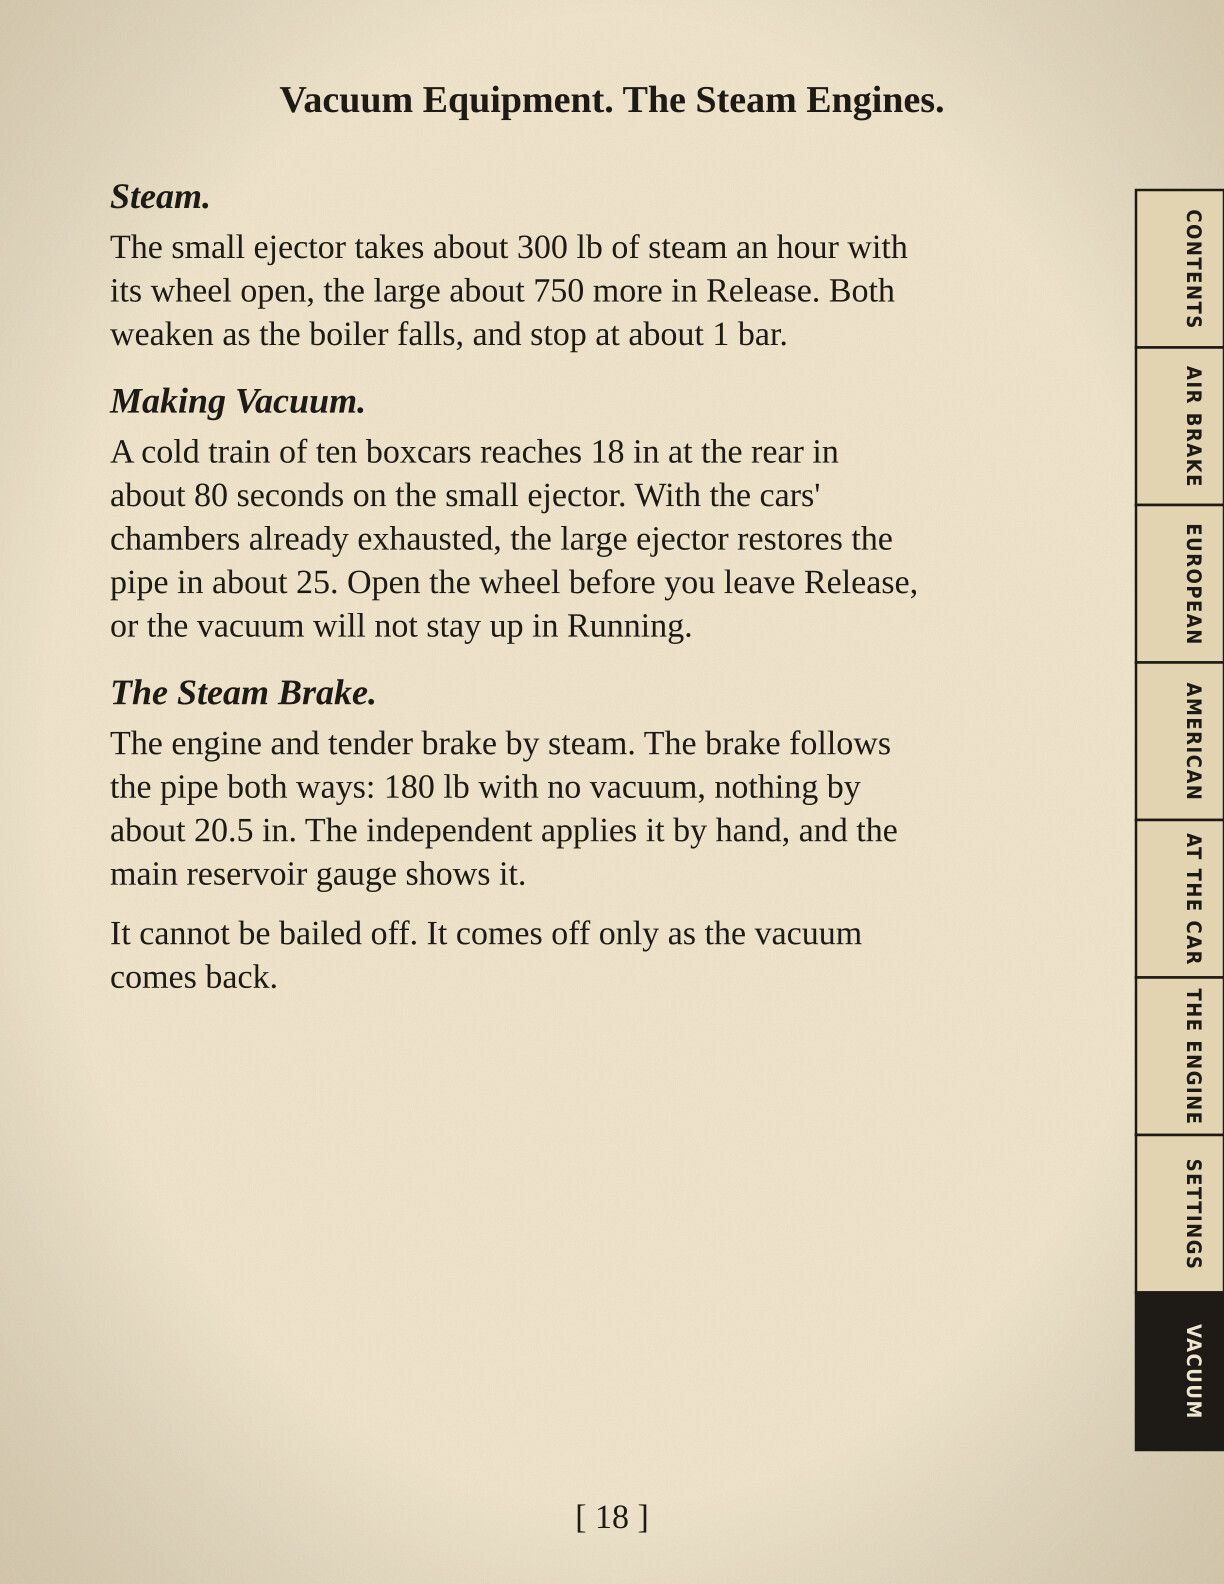 Vacuum Equipment. The Steam Engines.
Steam.
The small ejector takes about 300 lb of steam an hour with
its wheel open, the large about 750 more in Release. Both
weaken as the boiler falls, and stop at about 1 bar.
Making Vacuum.
A cold train of ten boxcars reaches 18 in at the rear in
about 80 seconds on the small ejector. With the cars'
chambers already exhausted, the large ejector restores the
pipe in about 25. Open the wheel before you leave Release,
or the vacuum will not stay up in Running.
The Steam Brake.
The engine and tender brake by steam. The brake follows
the pipe both ways: 180 lb with no vacuum, nothing by
about 20.5 in. The independent applies it by hand, and the
main reservoir gauge shows it.
It cannot be bailed off. It comes off only as the vacuum
comes back.
CONTENTS
AIR BRAKE
EUROPEAN
AMERICAN
AT THE CAR
THE ENGINE
SETTINGS
VACUUM
[ 18 ]